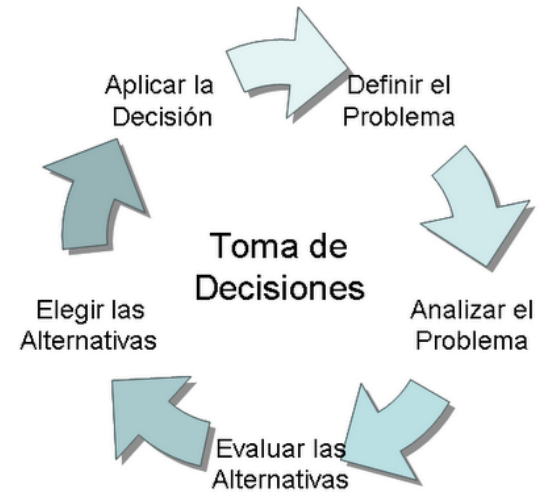 Toma de
Decisiones
Definir el
Problema
Analizar el
Problema
Evaluar las
Alternativas
Elegir las
Alternativas
Aplicar la
Decisión